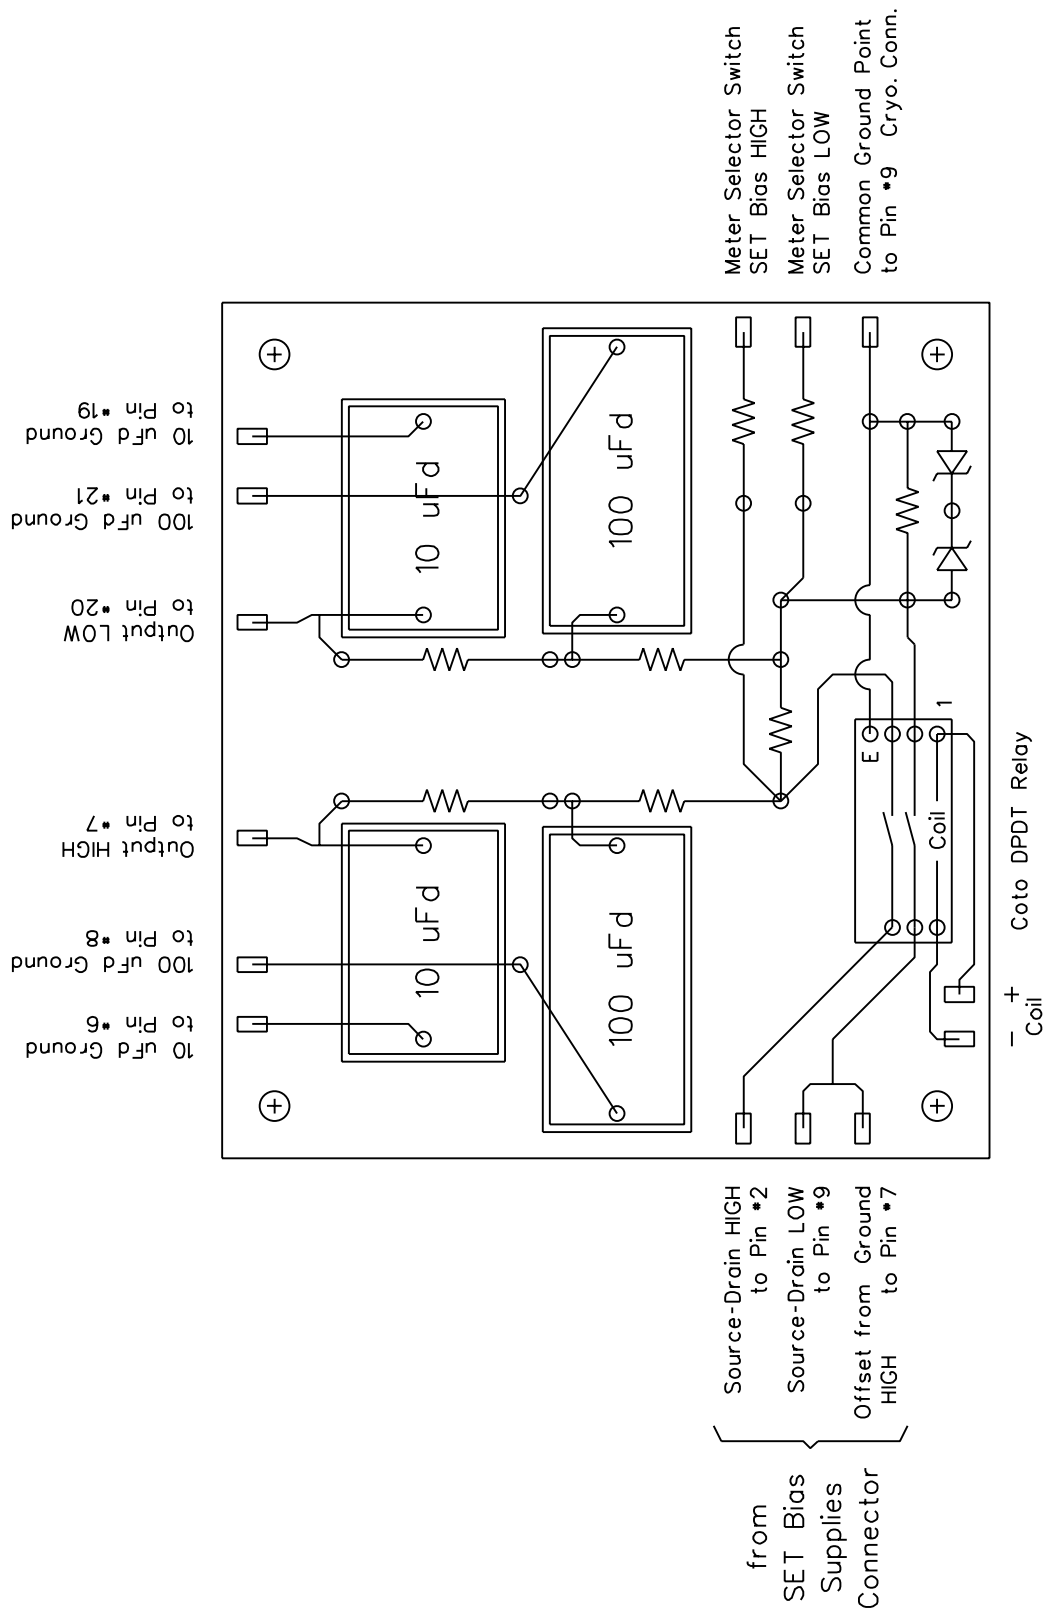 Meter Selector Switch
SET Bias HIGH
Meter Selector Switch
SET Bias LOW
Common Ground Point
to Pin #9 Cryo. Conn.
10 uFd Ground
to Pin #19
100 uFd Ground
to Pin #21
Output LOW
to Pin #20
Output HIGH
to Pin #7
100 uFd Ground
to Pin #8
10 uFd Ground
to Pin #6
10 uFd
100 uFd
10 uFd
100 uFd
E
1
Coil
Coto DPDT Relay
- +
Coil
Source-Drain HIGH
to Pin #2
Source-Drain LOW
to Pin #9
Offset from Ground
HIGH to Pin #7
from
SET Bias
Supplies
Connector